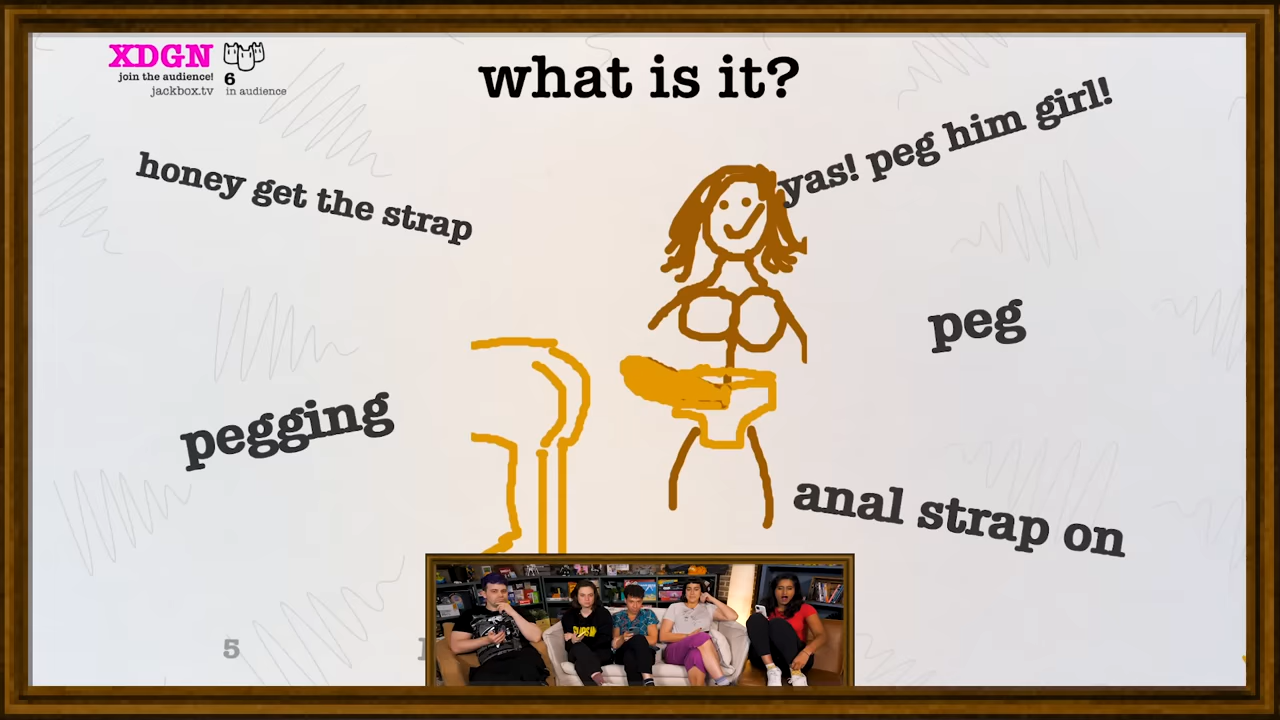 XDGN
join the audience!
jackbox.tv
6
in audience
what is it?
yas! peg him girl!
honey get the strap
peg
pegging
anal strap on
5